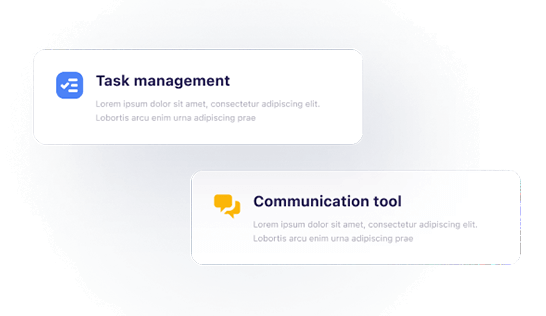 Task management
Lorem ipsum dolor sit amet, consectetur adipiscing elit.
Lobortis arcu enim urna adipiscing prae
Communication tool
Lorem ipsum dolor sit amet, consectetur adipiscing elit.
Lobortis arcu enim urna adipiscing prae